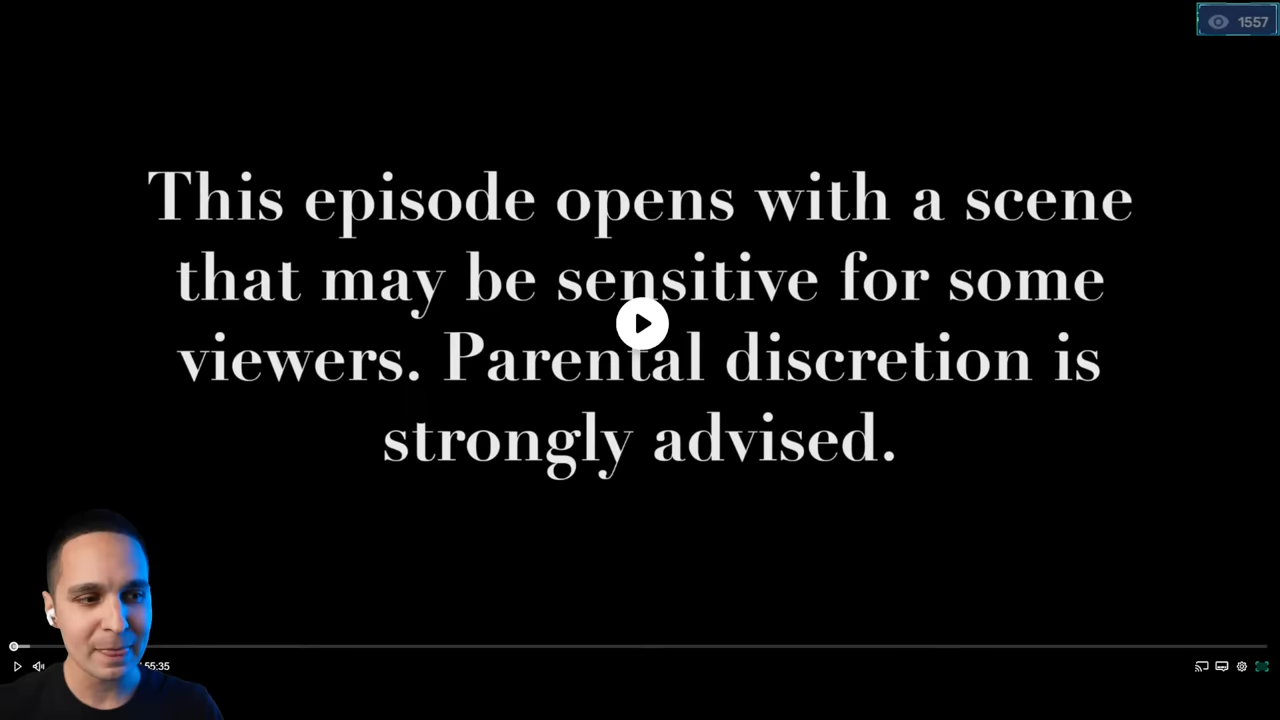 1557
This episode opens with a scene
that may be sensitive for some
viewers. Parental discretion is
strongly advised.
55:35